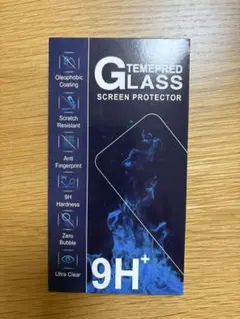 TEMEPRED
GLASS
SCREEN PROTECTOR
Oleophobic
Coating
Scratch
Resistant
Anti
Fingerprint
9H
Hardness
Zero
Bubble
Ultra Clear
9H+